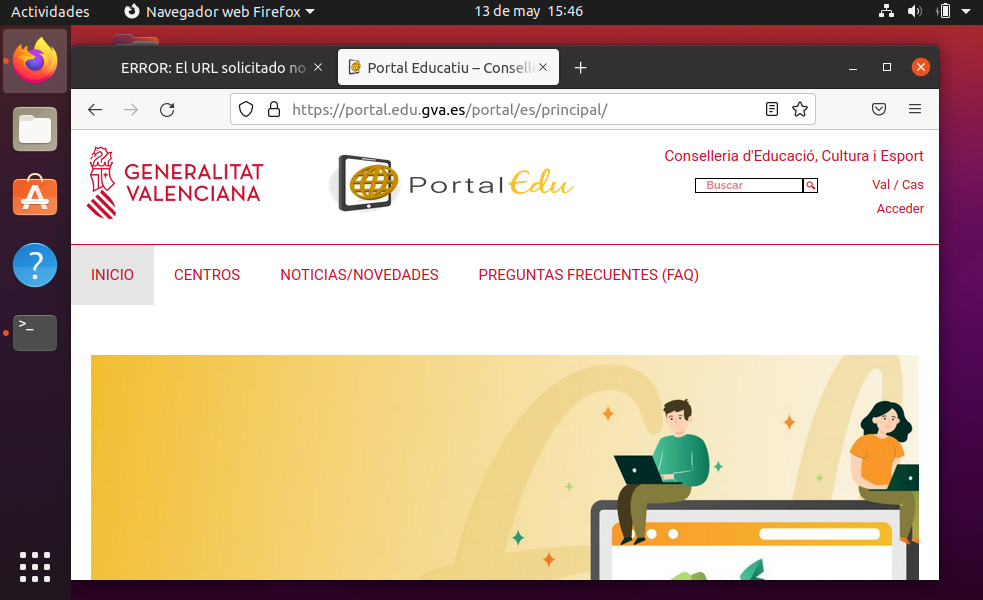 Actividades
Navegador web Firefox
13 de may 15:46
ERROR: El URL solicitado no
Portal Educatiu – Conselle
https://portal.edu.gva.es/portal/es/principal/
GENERALITAT
VALENCIANA
PortalEdu
Conselleria d'Educació, Cultura i Esport
Buscar
Val / Cas
Acceder
INICIO
CENTROS
NOTICIAS/NOVEDADES
PREGUNTAS FRECUENTES (FAQ)